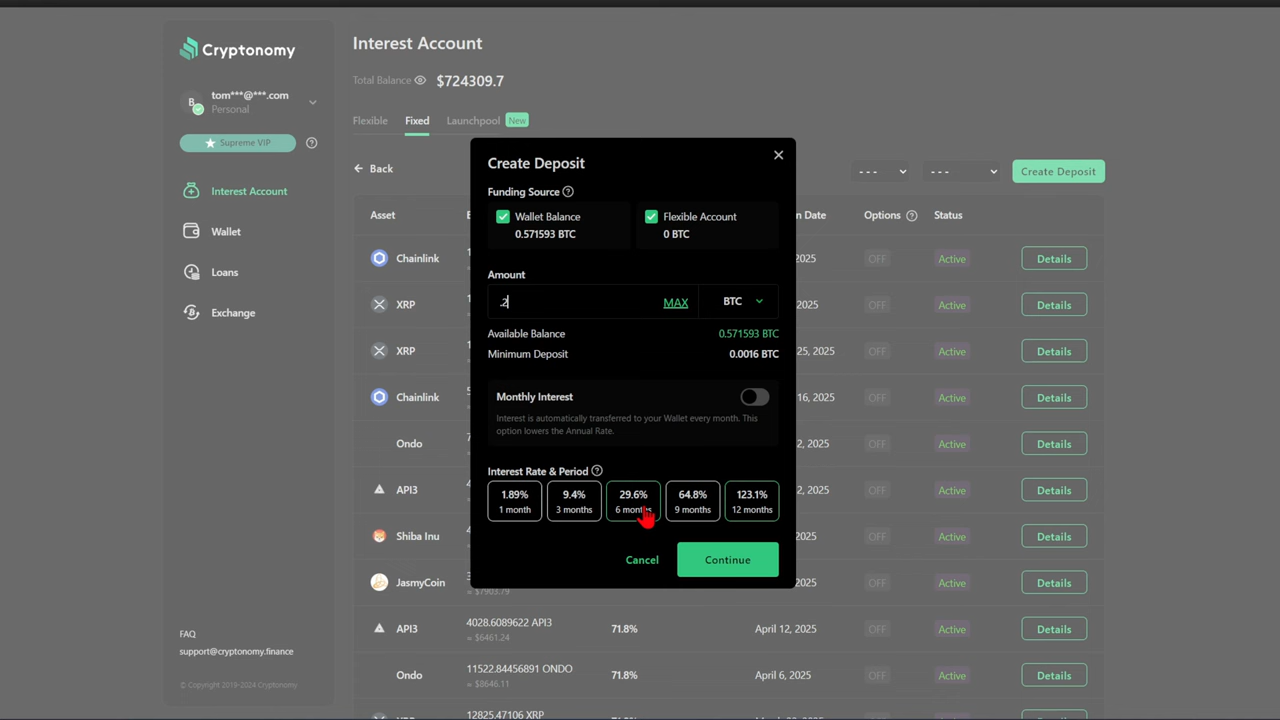 Cryptonomy
Interest Account
Total Balance $724309.7
B tom***@***.com
Personal
Flexible Fixed Launchpool New
Supreme VIP
Back --- --- Create Deposit
Interest Account
Wallet
Loans
Exchange
Asset Options Status
Chainlink 2025 OFF Active Details
XRP 2025 OFF Active Details
XRP 25, 2025 OFF Active Details
Chainlink 16, 2025 OFF Active Details
Ondo 2, 2025 OFF Active Details
API3 2, 2025 OFF Active Details
Shiba Inu 2025 OFF Active Details
JasmyCoin 2025 OFF Active Details
= $7903.79
API3 4028.6089622 API3 71.8% April 12, 2025 OFF Active Details
= $6461.24
Ondo 11522.84456891 ONDO 71.8% April 6, 2025 OFF Active Details
= $8646.11
12825.47106 XRP
Create Deposit
Funding Source
Wallet Balance
0.571593 BTC
Flexible Account
0 BTC
Amount
.2 MAX BTC
Available Balance 0.571593 BTC
Minimum Deposit 0.0016 BTC
Monthly Interest
Interest is automatically transferred to your Wallet every month. This
option lowers the Annual Rate.
Interest Rate & Period
1.89% 9.4% 29.6% 64.8% 123.1%
1 month 3 months 6 months 9 months 12 months
Cancel Continue
FAQ
support@cryptonomy.finance
© Copyright 2019-2024 Cryptonomy